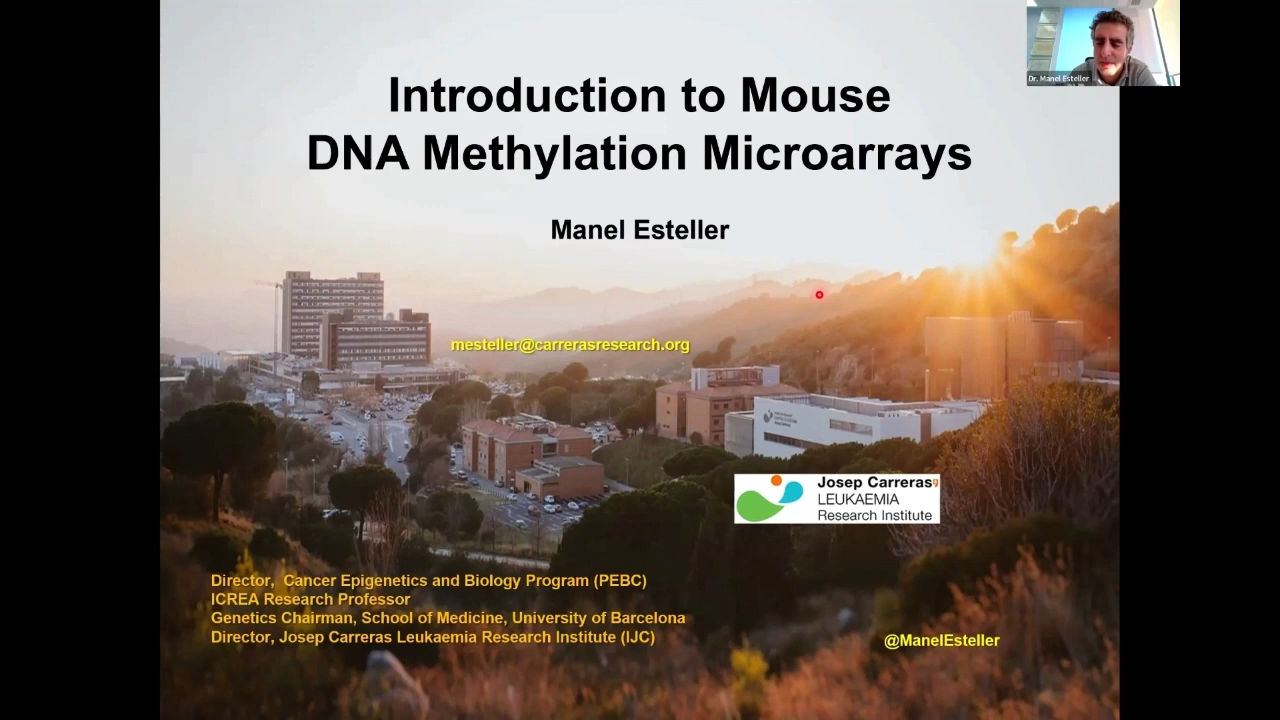 Dr. Manel Esteller
Introduction to Mouse
DNA Methylation Microarrays
Manel Esteller
mesteller@carrerasresearch.org
Josep Carreras
LEUKAEMIA
Research Institute
Director, Cancer Epigenetics and Biology Program (PEBC)
ICREA Research Professor
Genetics Chairman, School of Medicine, University of Barcelona
Director, Josep Carreras Leukaemia Research Institute (IJC)
@ManelEsteller